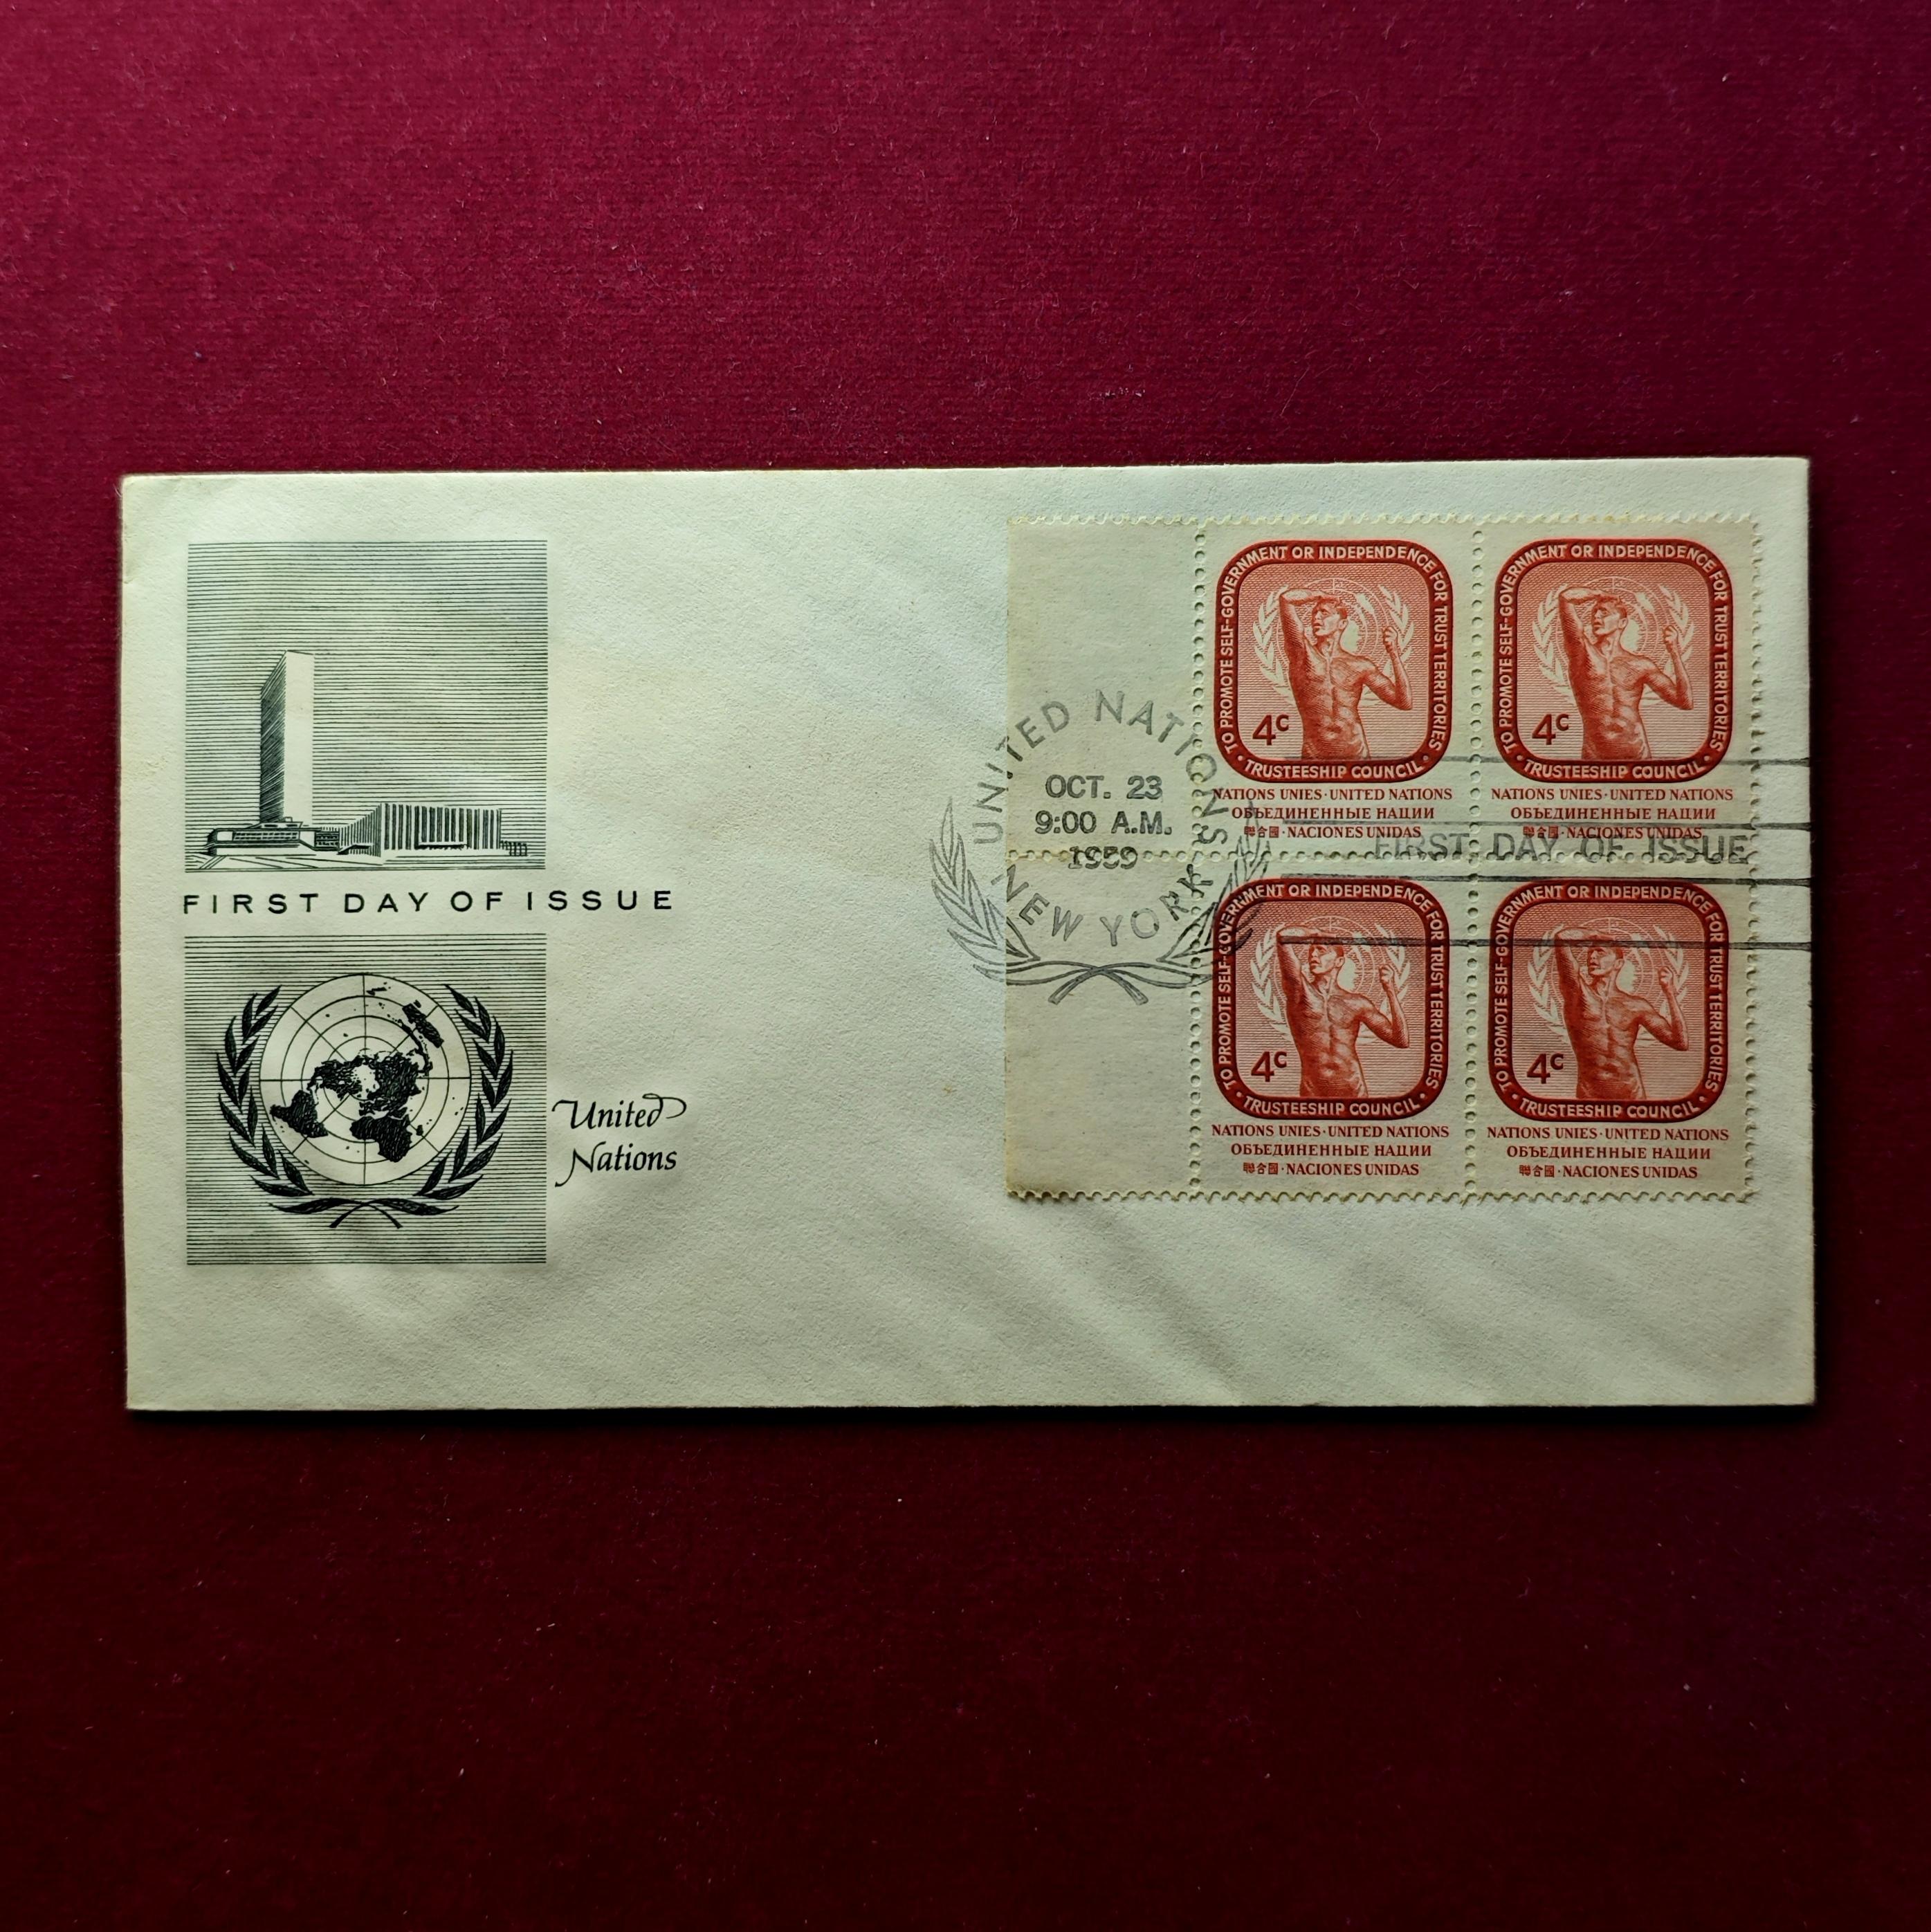 FIRST DAY OF ISSUE
United
Nations
UNITED NATIONS
OCT. 23
9:00 A.M.
1959
NEW YORK
FIRST DAY OF ISSUE
TO PROMOTE SELF-GOVERNMENT OR INDEPENDENCE FOR TRUST TERRITORIES
4c
· TRUSTEESHIP COUNCIL ·
NATIONS UNIES · UNITED NATIONS
ОБЪЕДИНЕННЫЕ НАЦИИ
聯合國 · NACIONES UNIDAS
TO PROMOTE SELF-GOVERNMENT OR INDEPENDENCE FOR TRUST TERRITORIES
4c
· TRUSTEESHIP COUNCIL ·
NATIONS UNIES · UNITED NATIONS
ОБЪЕДИНЕННЫЕ НАЦИИ
聯合國 · NACIONES UNIDAS
TO PROMOTE SELF-GOVERNMENT OR INDEPENDENCE FOR TRUST TERRITORIES
4c
· TRUSTEESHIP COUNCIL ·
NATIONS UNIES · UNITED NATIONS
ОБЪЕДИНЕННЫЕ НАЦИИ
聯合國 · NACIONES UNIDAS
TO PROMOTE SELF-GOVERNMENT OR INDEPENDENCE FOR TRUST TERRITORIES
4c
· TRUSTEESHIP COUNCIL ·
NATIONS UNIES · UNITED NATIONS
ОБЪЕДИНЕННЫЕ НАЦИИ
聯合國 · NACIONES UNIDAS